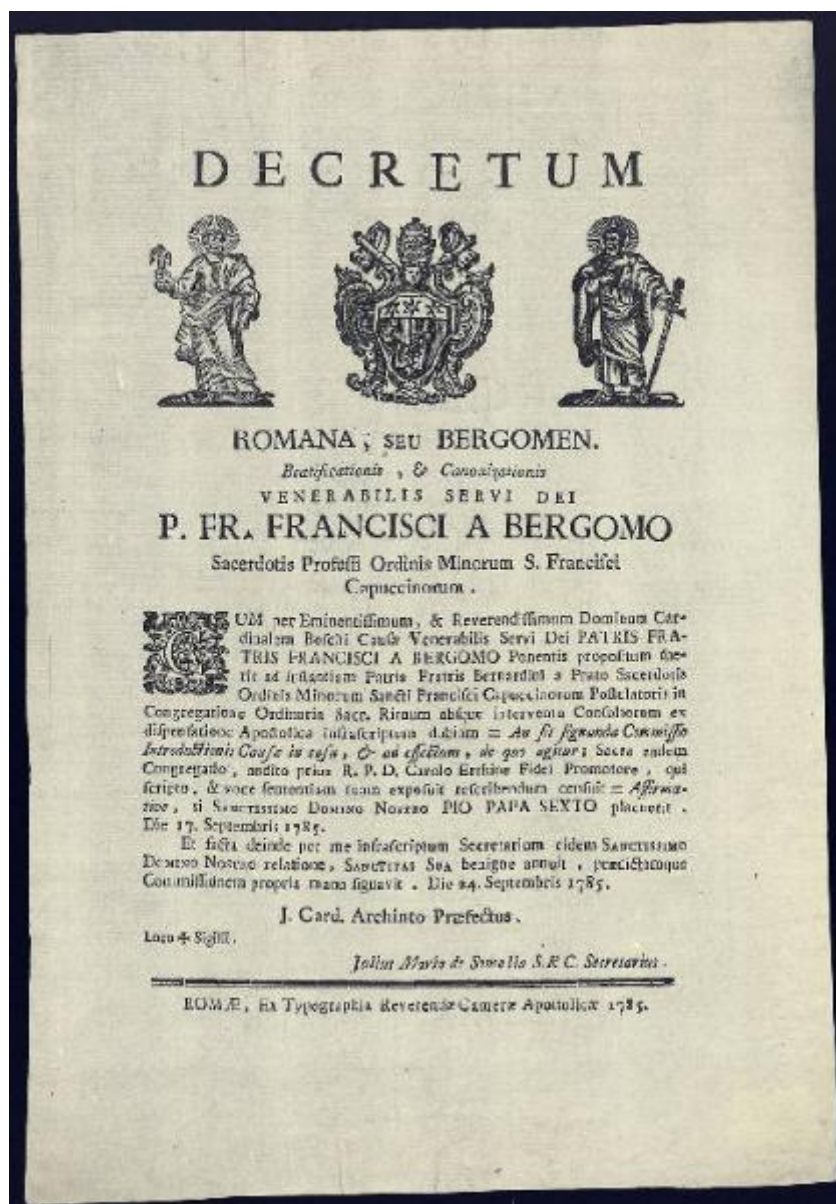 DECRETUM
ROMANA, SEU BERGOMEN.
Beatificationis, & Canonizationis
VENERABILIS SERVI DEI
P. FR. FRANCISCI A BERGOMO
Sacerdotis Professi Ordinis Minorum S. Francisci
Capuccinorum.
CUM per Eminentissimum, & Reverendissimum Dominum Car-
dinalem Boschi Causæ Venerabilis Servi Dei PATRIS FRA-
TRIS FRANCISCI A BERGOMO Ponentis propositum fue-
rit ad instantiam Patris Fratris Bernardini a Prato Sacerdotis
Ordinis Minorum Sancti Francisci Capuccinorum Postulatoris in
Congregatione Ordinaria Sacr. Rituum absque interventu Consultorum ex
dispensatione Apostolica infrascriptum dubium = An sit signanda Commissio
Introductionis Causæ in casu, & ad effectum, de quo agitur: Sacra eadem
Congregatio, audito prius R. P. D. Carolo Erskine Fidei Promotore, qui
scripto, & voce sententiam suam exposuit rescribendum censuit = Affirma-
tive, si SANCTISSIMO DOMINO NOSTRO PIO PAPÆ SEXTO placuerit.
Die 17. Septembris 1785.
Et facta deinde per me infrascriptum Secretarium eidem SANCTISSIMO
DOMINO NOSTRO relatione, SANCTITAS SUA benigne annuit, prædictamque
Commissionem propria manu signavit. Die 24. Septembris 1785.
J. Card. Archinto Præfectus.
Loco ✠ Sigilli.
Julius Maria de Somalia S.R.C. Secretarius.
ROMÆ, Ex Typographia Reverendæ Cameræ Apostolicæ 1785.